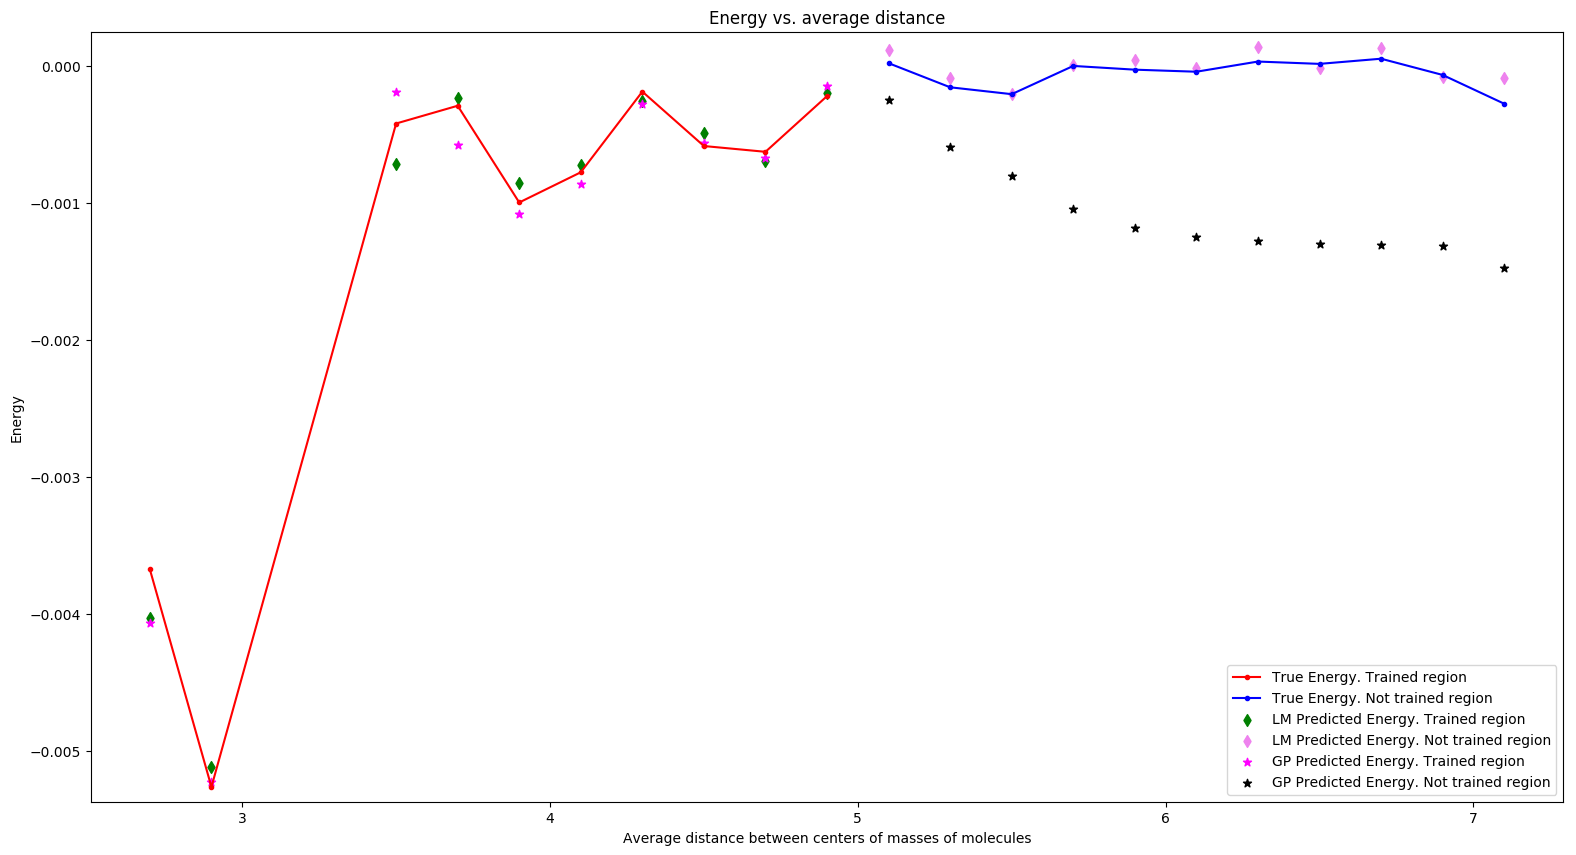 Energy vs. average distance
0.000
−0.001
−0.002
−0.003
−0.004
−0.005
Energy
3
4
5
6
7
Average distance between centers of masses of molecules
True Energy. Trained region
True Energy. Not trained region
LM Predicted Energy. Trained region
LM Predicted Energy. Not trained region
GP Predicted Energy. Trained region
GP Predicted Energy. Not trained region